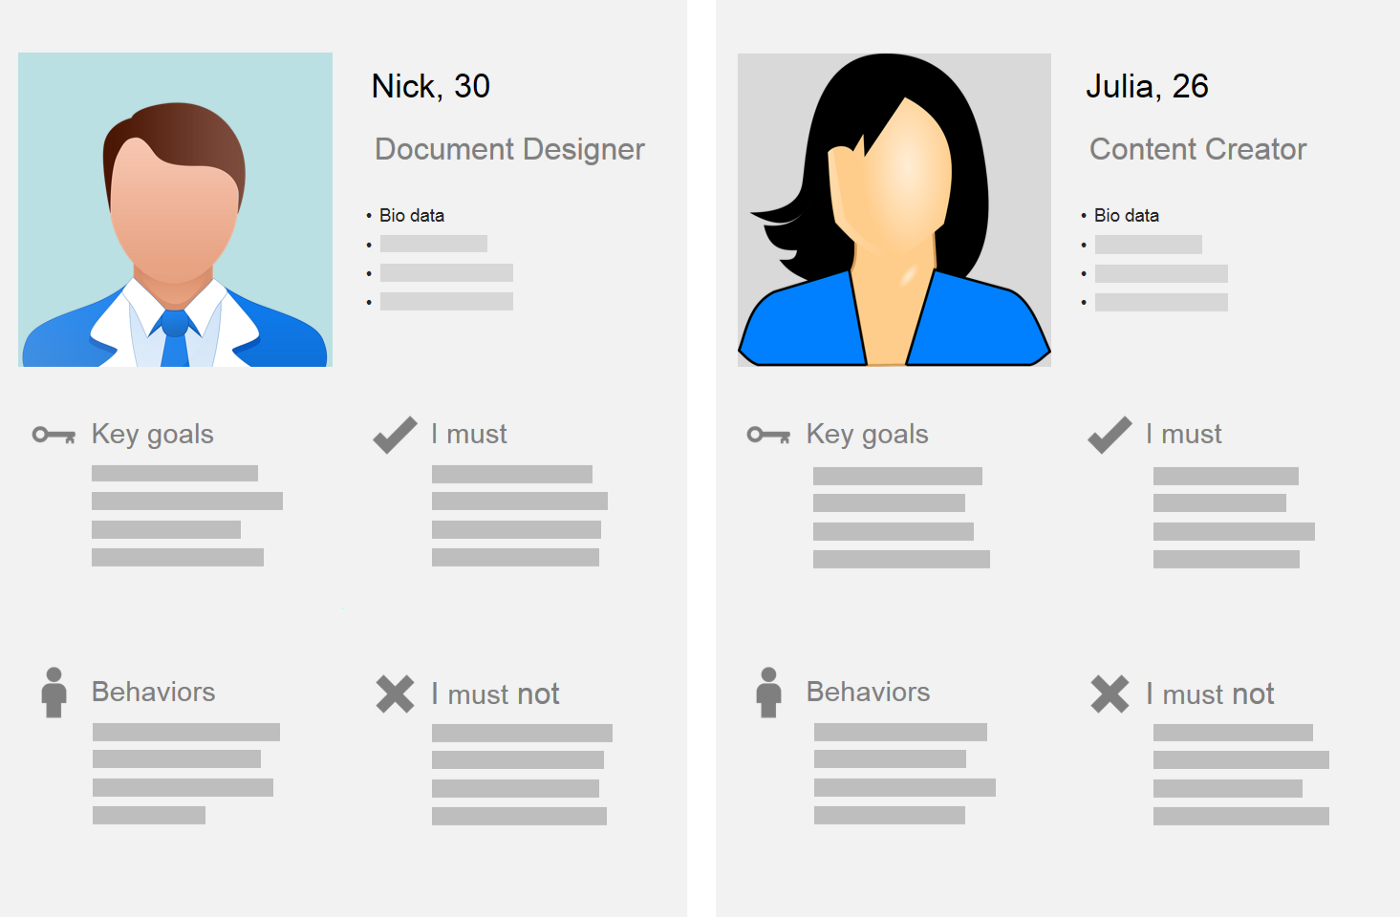 Nick, 30
Document Designer
• Bio data
•
•
•
Key goals
I must
Behaviors
I must not
Julia, 26
Content Creator
• Bio data
•
•
•
Key goals
I must
Behaviors
I must not